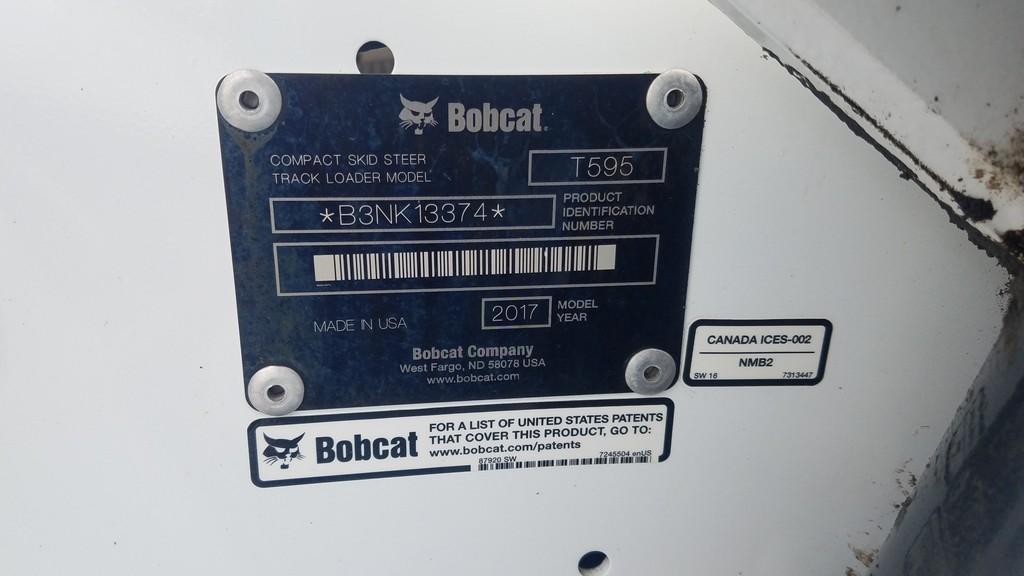 Bobcat
COMPACT SKID STEER
TRACK LOADER MODEL
T595
*B3NK13374*
PRODUCT
IDENTIFICATION
NUMBER
MADE IN USA
2017
MODEL
YEAR
Bobcat Company
West Fargo, ND 58078 USA
www.bobcat.com
CANADA ICES-002
NMB2
SW 16 7313447
Bobcat
FOR A LIST OF UNITED STATES PATENTS
THAT COVER THIS PRODUCT, GO TO:
www.bobcat.com/patents
87920 SW 7245504 enUS